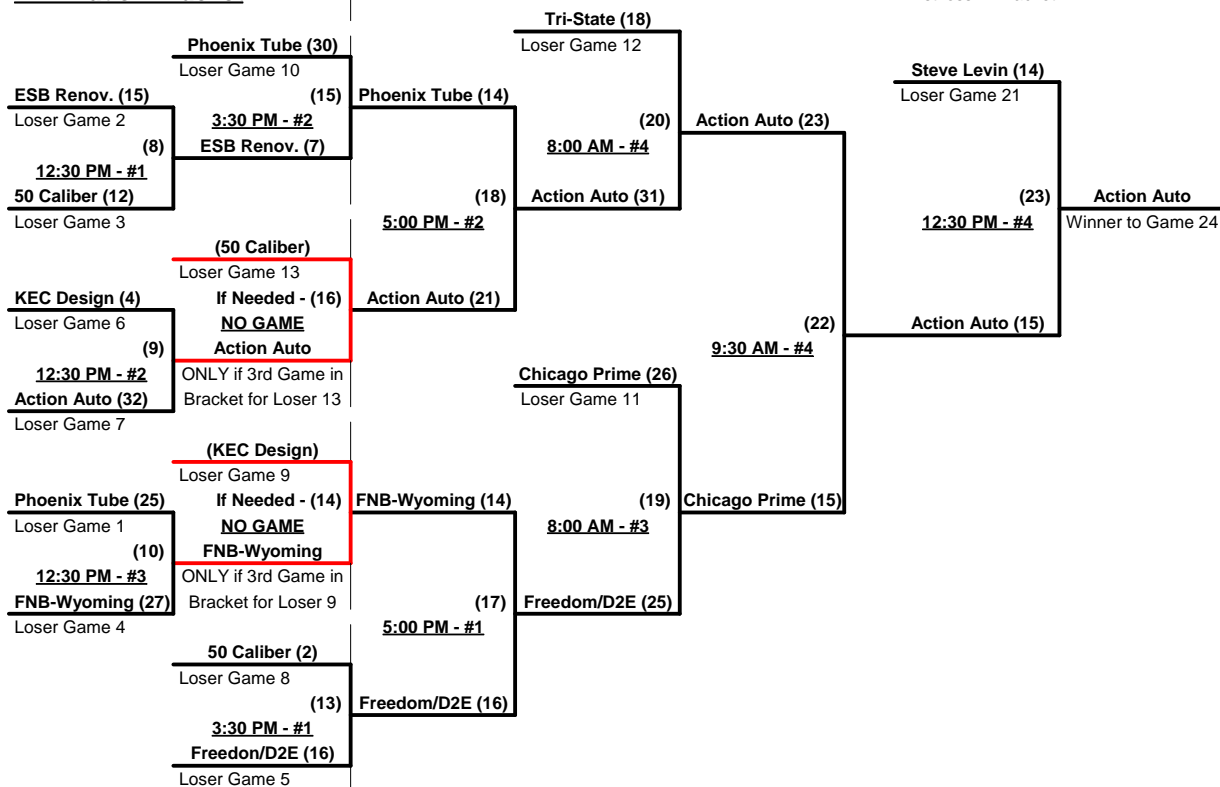 Tri-State (18)
Loser Game 12
Phoenix Tube (30)
Loser Game 10
Steve Levin (14)
Loser Game 21
ESB Renov. (15)
Loser Game 2
(15)
3:30 PM - #2
Phoenix Tube (14)
(20)
8:00 AM - #4
Action Auto (23)
(8)
12:30 PM - #1
ESB Renov. (7)
50 Caliber (12)
Loser Game 3
(18)
5:00 PM - #2
Action Auto (31)
(23)
12:30 PM - #4
Action Auto
Winner to Game 24
(50 Caliber)
Loser Game 13
KEC Design (4)
Loser Game 6
If Needed - (16)
NO GAME
Action Auto
Action Auto (21)
(9)
12:30 PM - #2
(22)
9:30 AM - #4
Action Auto (15)
ONLY if 3rd Game in
Bracket for Loser 13
Action Auto (32)
Loser Game 7
Chicago Prime (26)
Loser Game 11
(KEC Design)
Loser Game 9
Phoenix Tube (25)
Loser Game 1
If Needed - (14)
NO GAME
FNB-Wyoming
FNB-Wyoming (14)
(19)
8:00 AM - #3
Chicago Prime (15)
(10)
12:30 PM - #3
ONLY if 3rd Game in
Bracket for Loser 9
FNB-Wyoming (27)
Loser Game 4
(17)
5:00 PM - #1
Freedom/D2E (25)
50 Caliber (2)
Loser Game 8
(13)
3:30 PM - #1
Freedom/D2E (16)
Freedon/D2E (16)
Loser Game 5